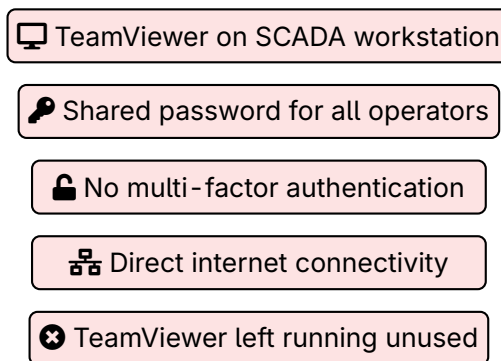 TeamViewer on SCADA workstation
Shared password for all operators
No multi-factor authentication
Direct internet connectivity
TeamViewer left running unused